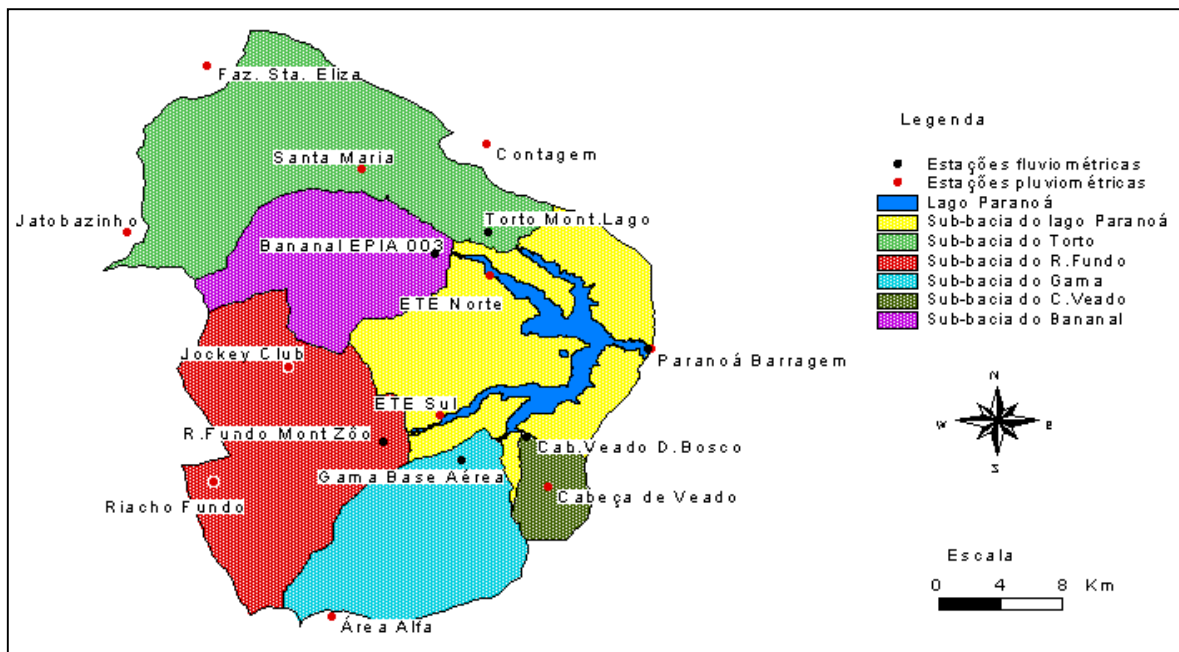 Faz. Sta. Eliza
Contagem
Santa Maria
Jatobazinho
Torto Mont.Lago
Bananal EPIA 003
ETE Norte
Jockey Club
Paranoá Barragem
ETE Sul
R.Fundo Mont Zôo
Cab.Veado D.Bosco
Gama Base Aérea
Cabeça de Veado
Riacho Fundo
Área Alfa
Legenda
Estações fluviométricas
Estações pluviométricas
Lago Paranoá
Sub-bacia do lago Paranoá
Sub-bacia do Torto
Sub-bacia do R.Fundo
Sub-bacia do Gama
Sub-bacia do C.Veado
Sub-bacia do Bananal
N
W E
S
Escala
0 4 8 Km